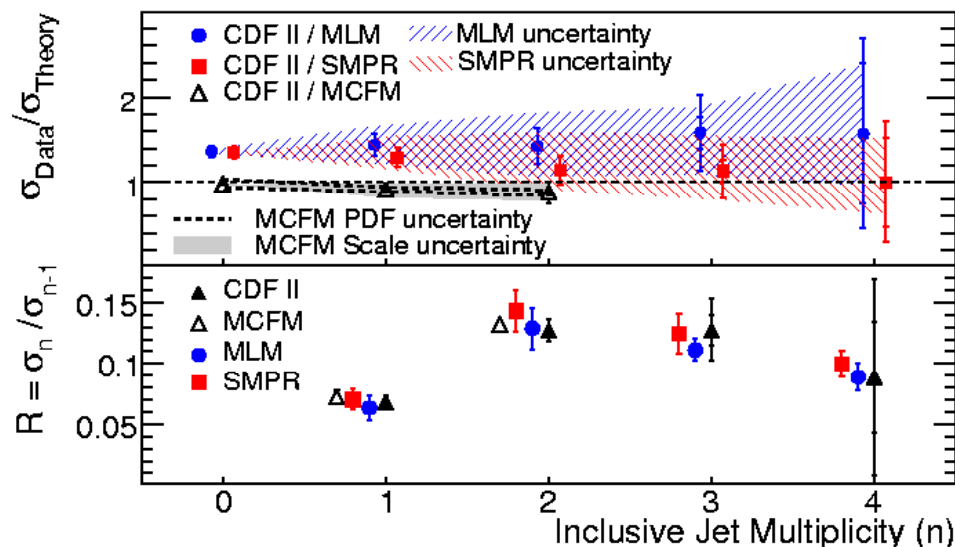 σData/σTheory
2
1
CDF II / MLM
CDF II / SMPR
CDF II / MCFM
MLM uncertainty
SMPR uncertainty
MCFM PDF uncertainty
MCFM Scale uncertainty
R = σn /σn-1
0.15
0.1
0.05
CDF II
MCFM
MLM
SMPR
0 1 2 3 4
Inclusive Jet Multiplicity (n)